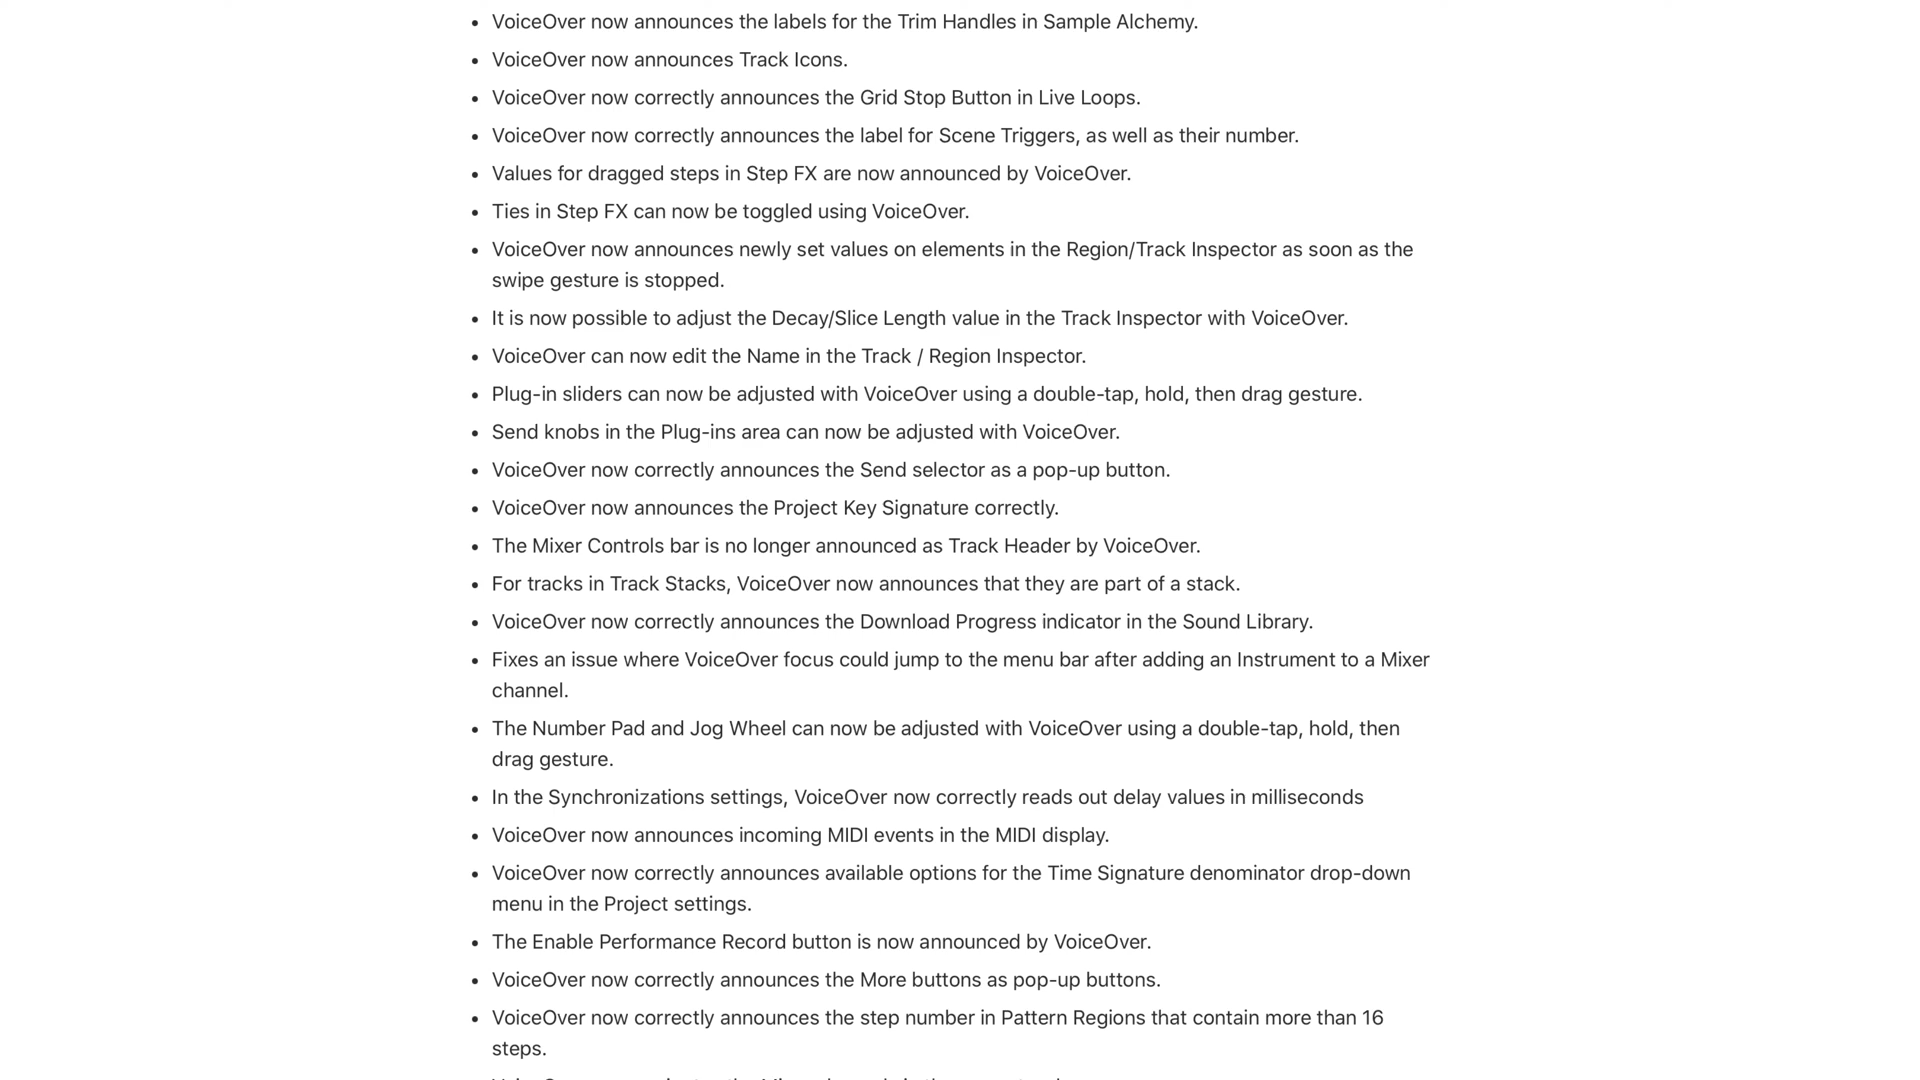 • VoiceOver now announces the labels for the Trim Handles in Sample Alchemy.
• VoiceOver now announces Track Icons.
• VoiceOver now correctly announces the Grid Stop Button in Live Loops.
• VoiceOver now correctly announces the label for Scene Triggers, as well as their number.
• Values for dragged steps in Step FX are now announced by VoiceOver.
• Ties in Step FX can now be toggled using VoiceOver.
• VoiceOver now announces newly set values on elements in the Region/Track Inspector as soon as the
swipe gesture is stopped.
• It is now possible to adjust the Decay/Slice Length value in the Track Inspector with VoiceOver.
• VoiceOver can now edit the Name in the Track / Region Inspector.
• Plug-in sliders can now be adjusted with VoiceOver using a double-tap, hold, then drag gesture.
• Send knobs in the Plug-ins area can now be adjusted with VoiceOver.
• VoiceOver now correctly announces the Send selector as a pop-up button.
• VoiceOver now announces the Project Key Signature correctly.
• The Mixer Controls bar is no longer announced as Track Header by VoiceOver.
• For tracks in Track Stacks, VoiceOver now announces that they are part of a stack.
• VoiceOver now correctly announces the Download Progress indicator in the Sound Library.
• Fixes an issue where VoiceOver focus could jump to the menu bar after adding an Instrument to a Mixer
channel.
• The Number Pad and Jog Wheel can now be adjusted with VoiceOver using a double-tap, hold, then
drag gesture.
• In the Synchronizations settings, VoiceOver now correctly reads out delay values in milliseconds
• VoiceOver now announces incoming MIDI events in the MIDI display.
• VoiceOver now correctly announces available options for the Time Signature denominator drop-down
menu in the Project settings.
• The Enable Performance Record button is now announced by VoiceOver.
• VoiceOver now correctly announces the More buttons as pop-up buttons.
• VoiceOver now correctly announces the step number in Pattern Regions that contain more than 16
steps.